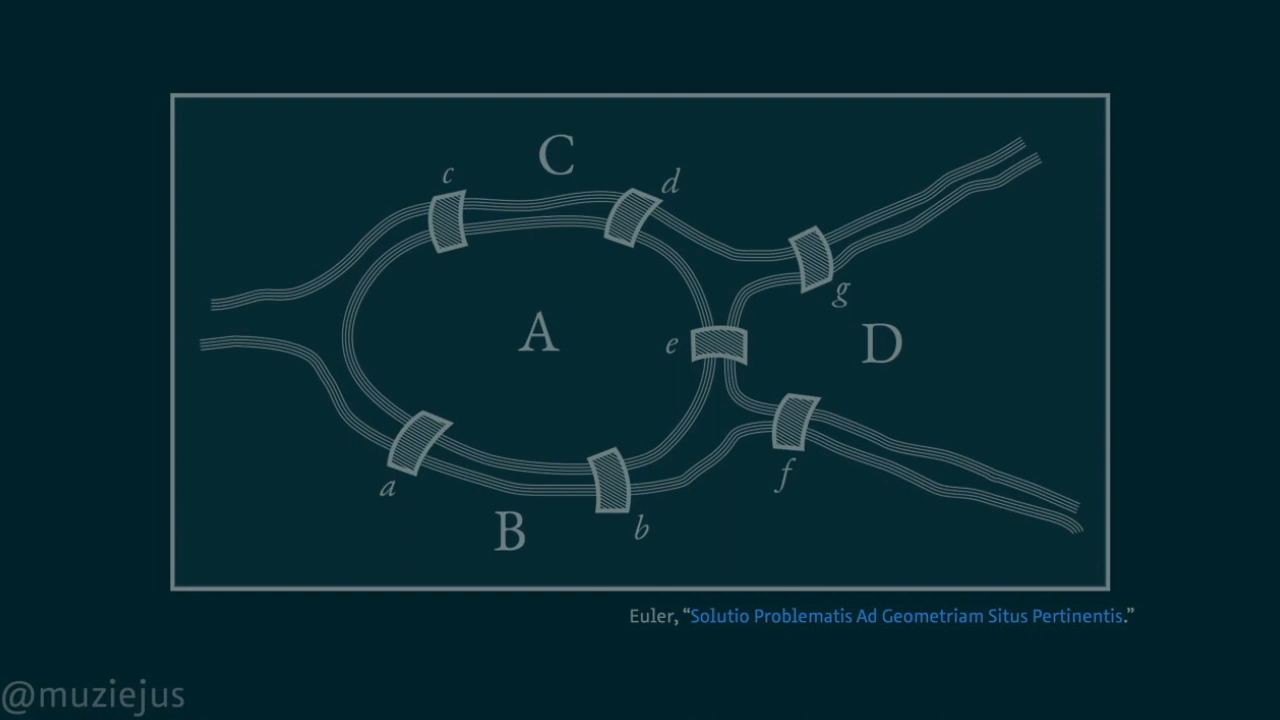 C
c
d
g
A
e
D
a
f
B
b
Euler, “Solutio Problematis Ad Geometriam Situs Pertinentis.”
@muziejus